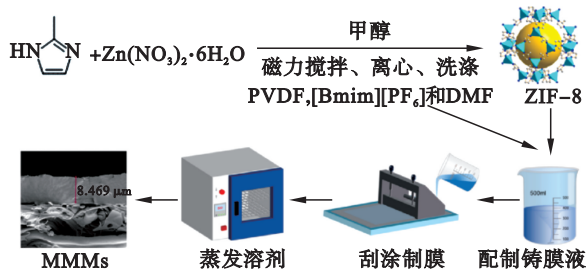 HN N +Zn(NO₃)₂·6H₂O
甲醇
磁力搅拌、离心、洗涤
PVDF,[Bmim][PF₆]和DMF
ZIF-8
8.469 μm
500ml
MMMs
蒸发溶剂
刮涂制膜
配制铸膜液